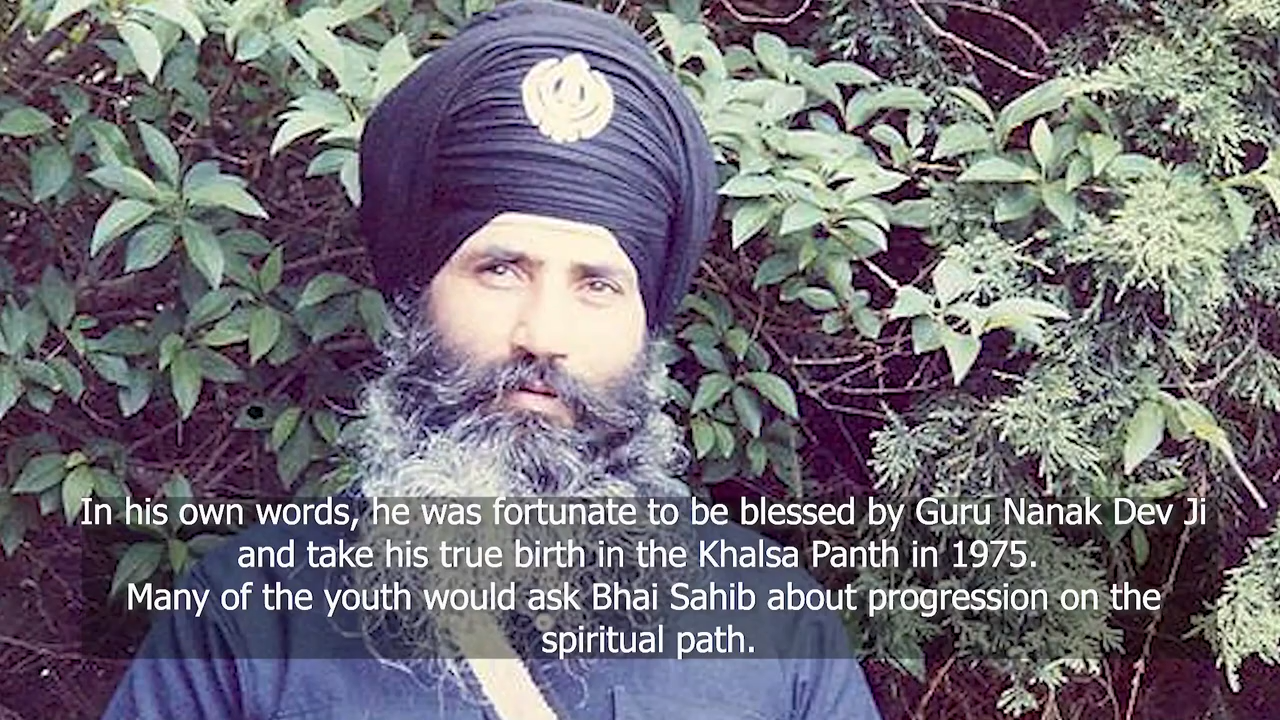 In his own words, he was fortunate to be blessed by Guru Nanak Dev Ji
and take his true birth in the Khalsa Panth in 1975.
Many of the youth would ask Bhai Sahib about progression on the
spiritual path.